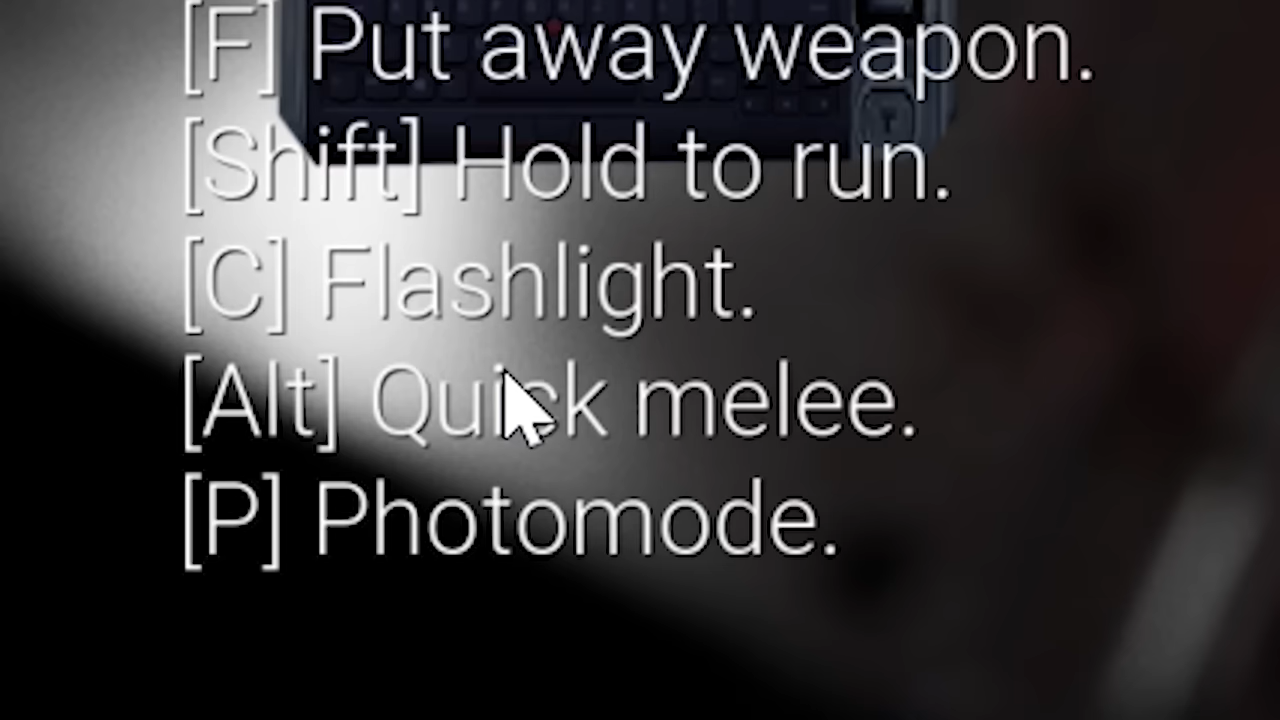 [F] Put away weapon.
[Shift] Hold to run.
[C] Flashlight.
[Alt] Quick melee.
[P] Photomode.